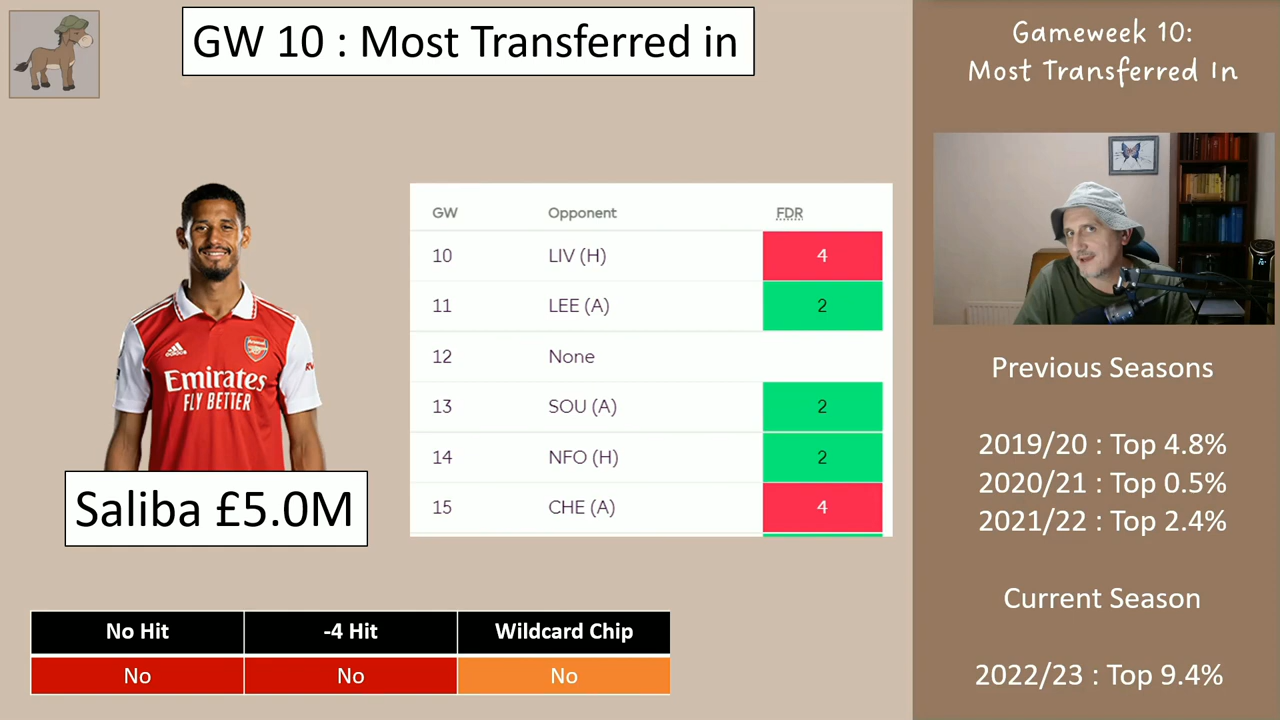 GW 10 : Most Transferred in
Gameweek 10:
Most Transferred In
GW Opponent FDR
10 LIV (H) 4
11 LEE (A) 2
12 None
13 SOU (A) 2
14 NFO (H) 2
15 CHE (A) 4
adidas
Arsenal
Emirates
FLY BETTER
Saliba £5.0M
No Hit -4 Hit Wildcard Chip
No No No
Previous Seasons
2019/20 : Top 4.8%
2020/21 : Top 0.5%
2021/22 : Top 2.4%
Current Season
2022/23 : Top 9.4%